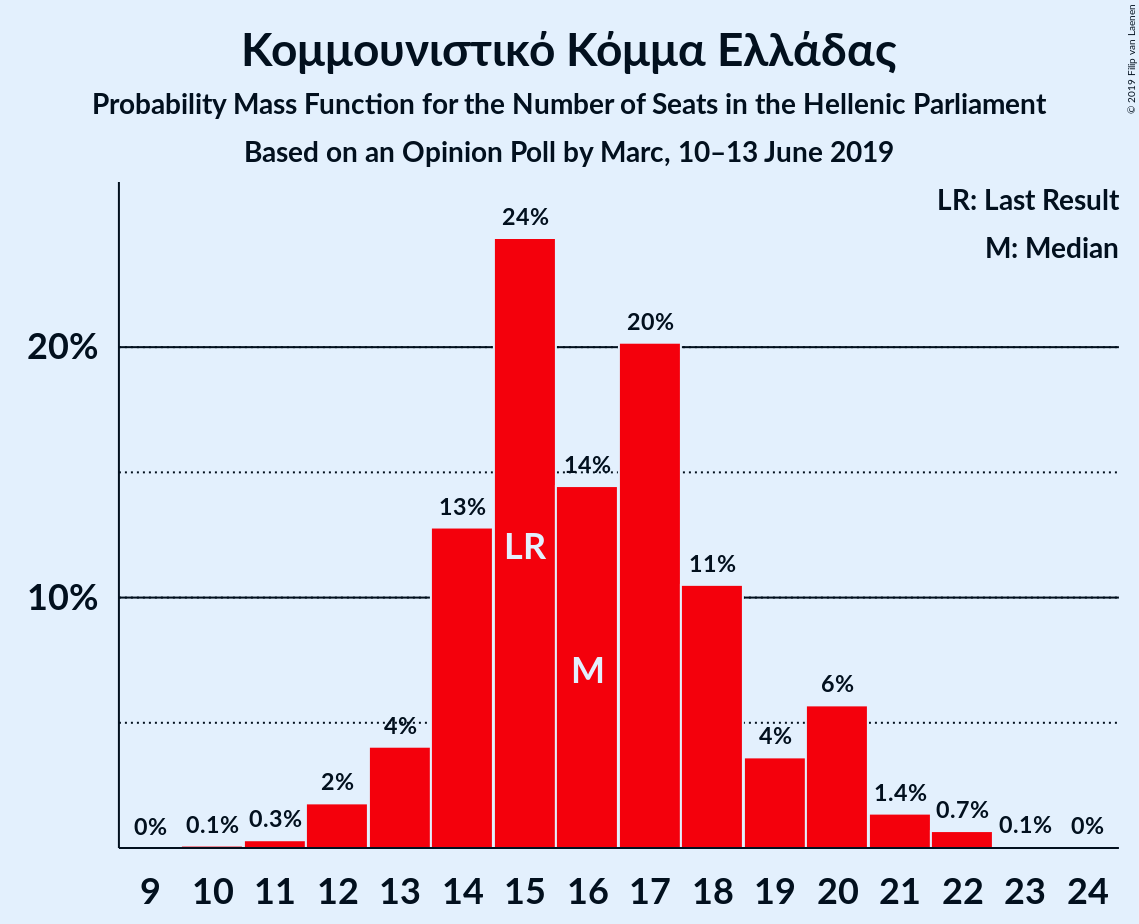 Κομμουνιστικό Κόμμα Ελλάδας
Probability Mass Function for the Number of Seats in the Hellenic Parliament
Based on an Opinion Poll by Marc, 10–13 June 2019
© 2019 Filip van Laenen
LR: Last Result
M: Median
24%
20%
20%
14%
13%
LR
11%
10%
M
6%
4%
4%
2%
1.4%
0.7%
0% 0.1% 0.3%
0.1% 0%
9 10 11 12 13 14 15 16 17 18 19 20 21 22 23 24